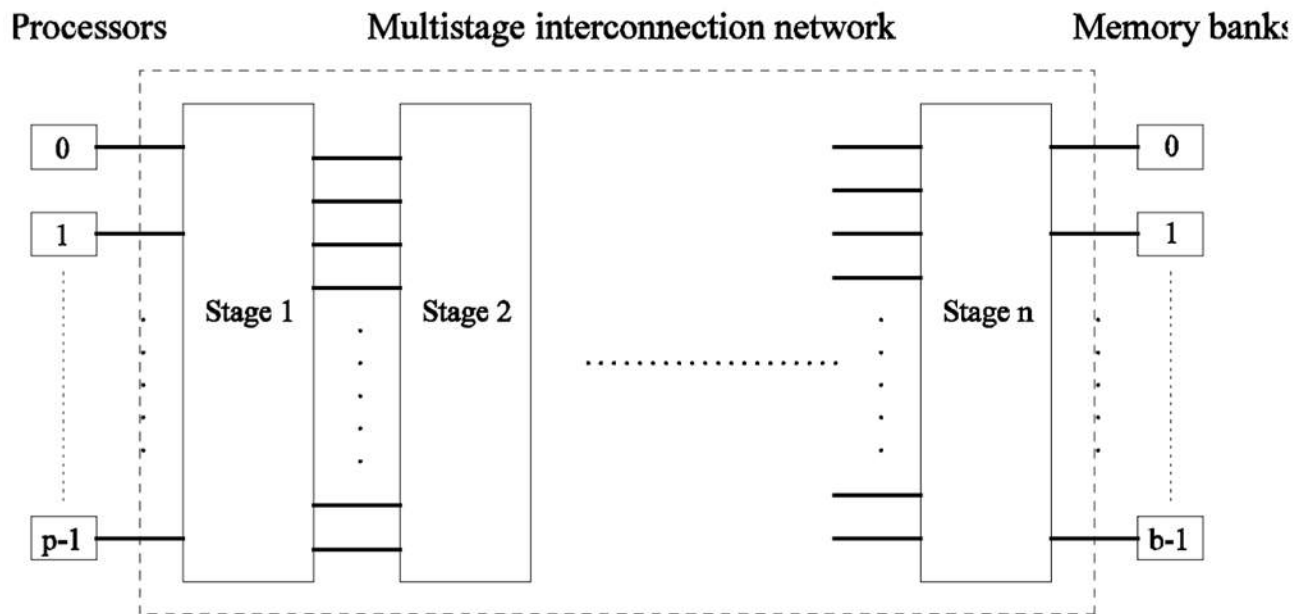 Processors Multistage interconnection network Memory banks
0 0
1 1
Stage 1 Stage 2 Stage n
p-1 b-1